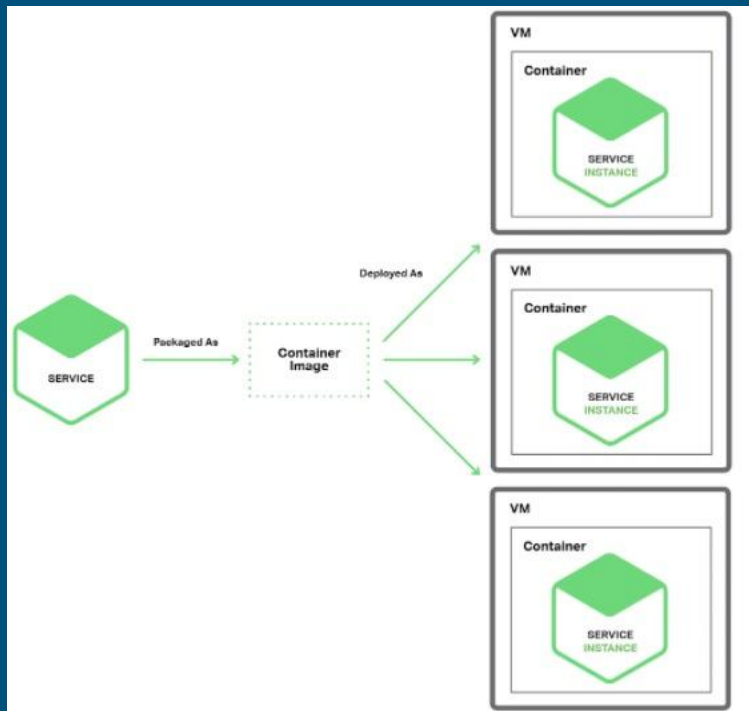 VM
Container
SERVICE
INSTANCE
Deployed As
VM
Container
Packaged As
Container
Image
SERVICE
SERVICE
INSTANCE
VM
Container
SERVICE
INSTANCE